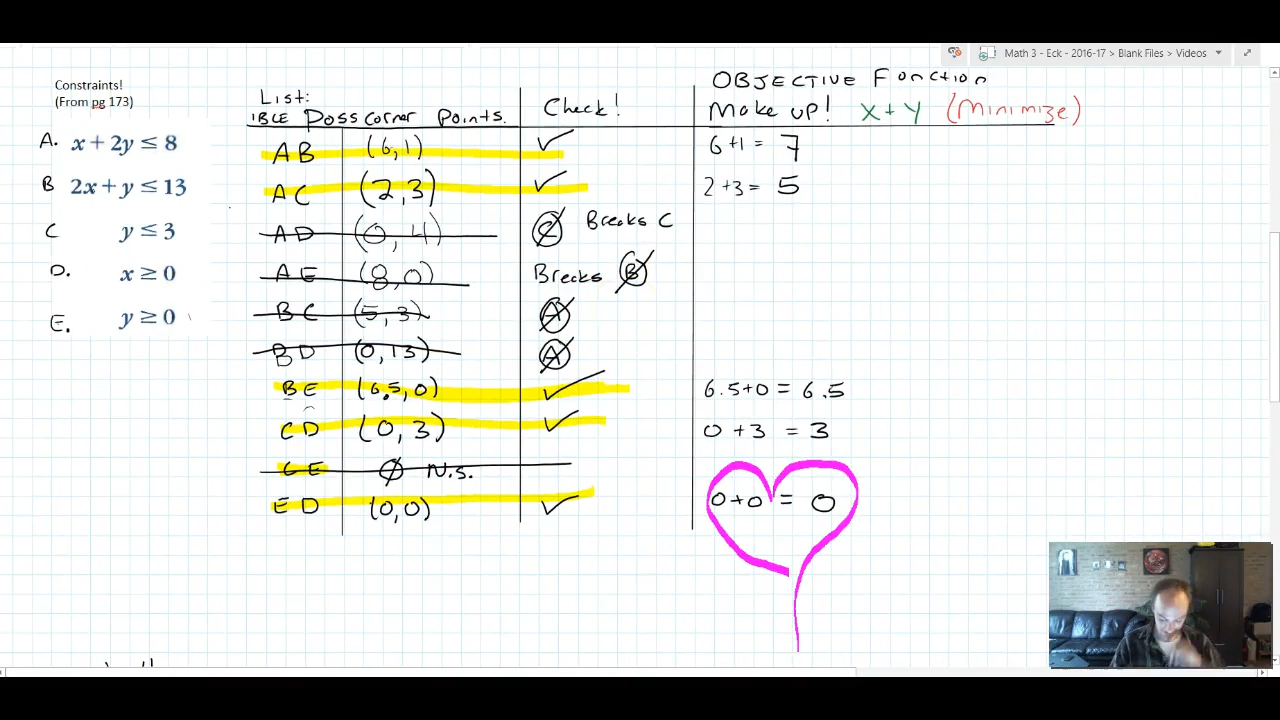 Math 3 - Eck - 2016-17 > Blank Files > Videos
Constraints!
(From pg 173)
A. x + 2y ≤ 8
B 2x + y ≤ 13
C y ≤ 3
D. x ≥ 0
E. y ≥ 0
List:
IBLE Poss corner Points.
Check!
OBJECTIVE Function
Make up! x+y (Minimize)
AB (6,1) ✓ 6+1 = 7
AC (2,3) ✓ 2+3 = 5
AD (0,4) C Breaks C
AE (8,0) Breaks B
BC (5,3) A
BD (0,13) A
BE (6.5,0) ✓ 6.5+0 = 6.5
CD (0,3) ✓ 0+3 = 3
CE ∅ N.S.
ED (0,0) ✓ 0+0 = 0